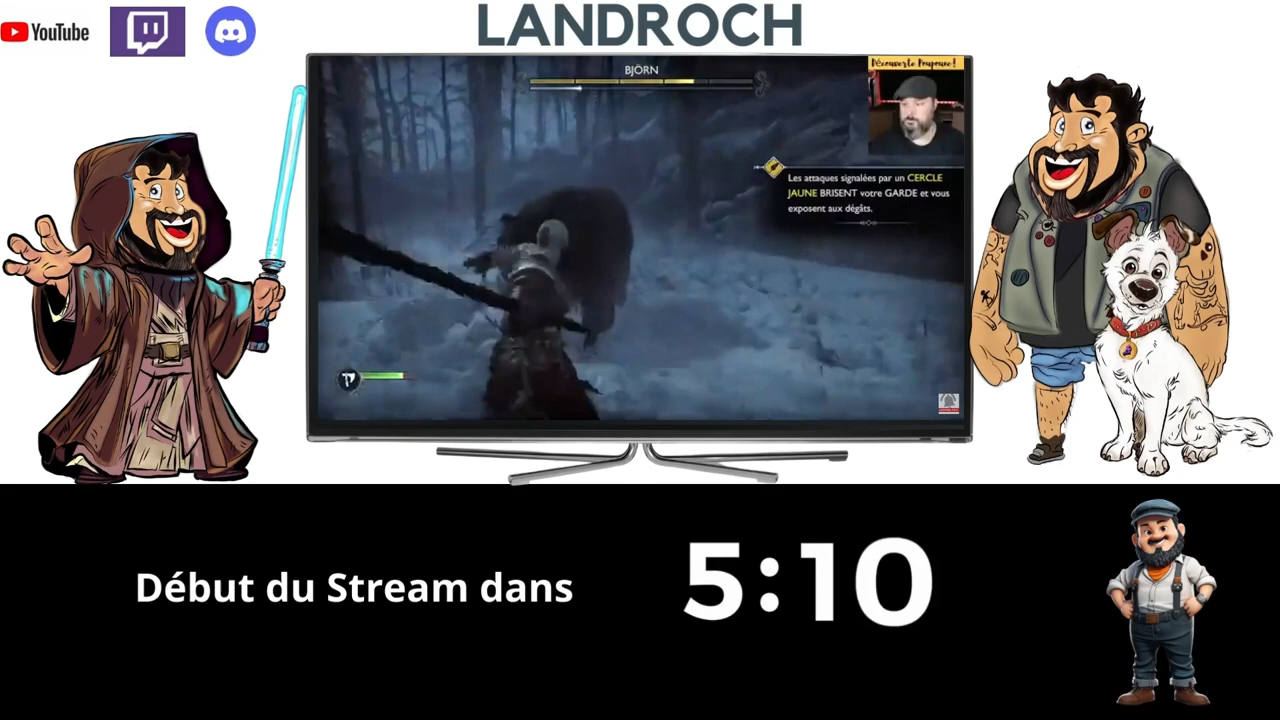 YouTube
LANDROCH
BJÖRN
Découverte Poupoune!
Les attaques signalées par un CERCLE
JAUNE BRISENT votre GARDE et vous
exposent aux dégâts.
Début du Stream dans
5:10